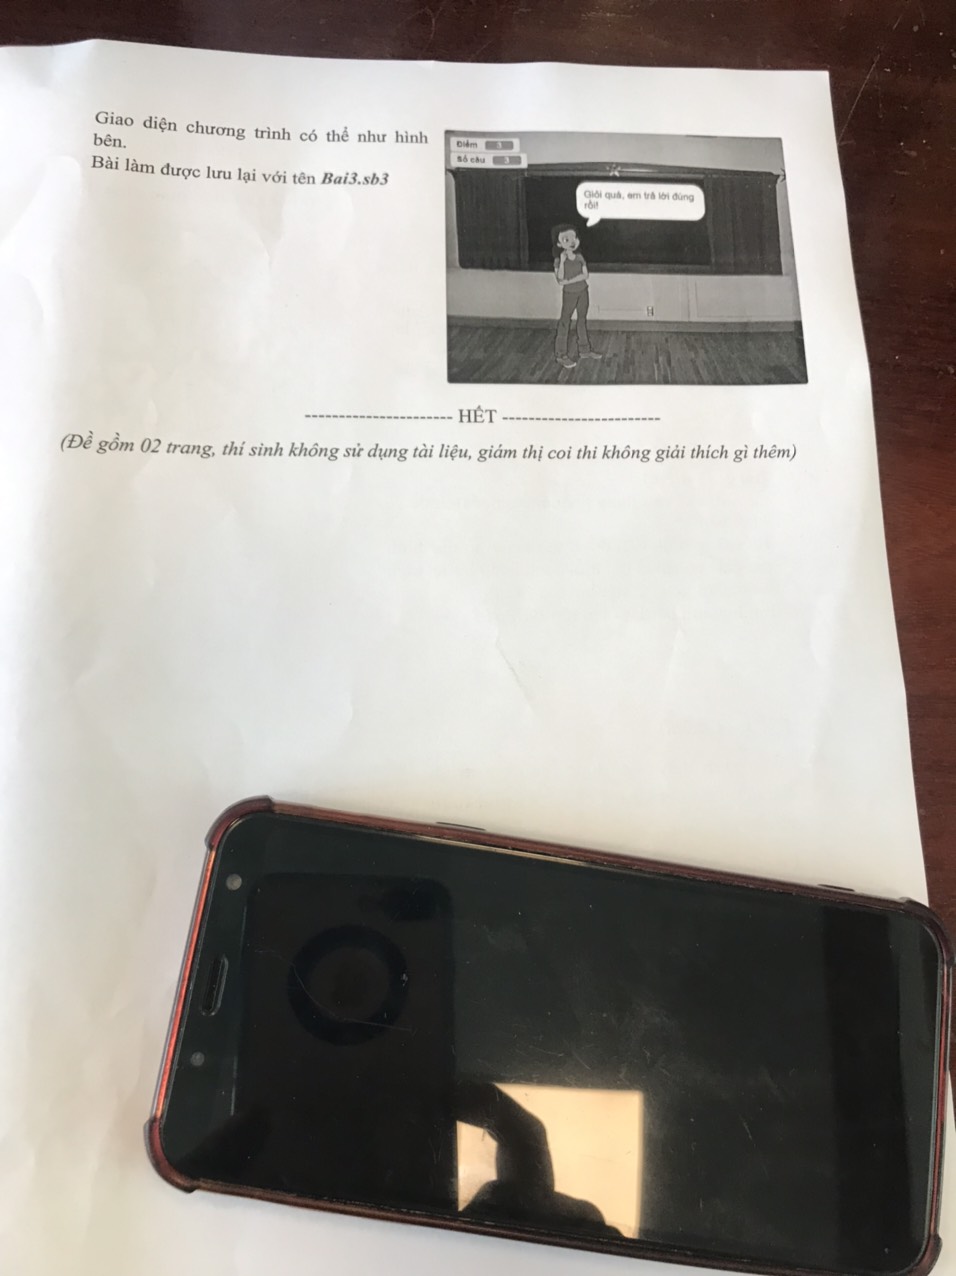 Giao diện chương trình có thể như hình
bên.
Bài làm được lưu lại với tên Bai3.sb3
Điểm 3
Số câu 3
Giỏi quá, em trả lời đúng
rồi!
---------------------- HẾT -----------------------
(Đề gồm 02 trang, thí sinh không sử dụng tài liệu, giám thị coi thi không giải thích gì thêm)